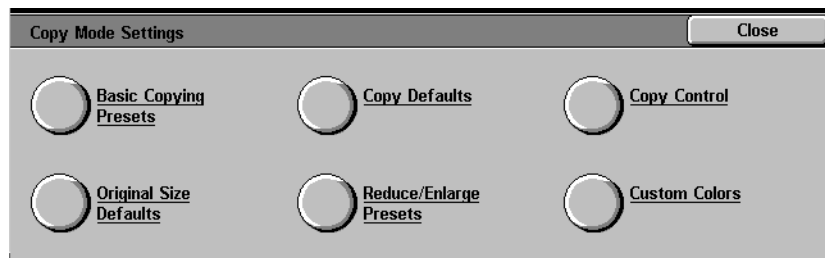 Copy Mode Settings
Close
Basic Copying
Presets
Copy Defaults
Copy Control
Original Size
Defaults
Reduce/Enlarge
Presets
Custom Colors